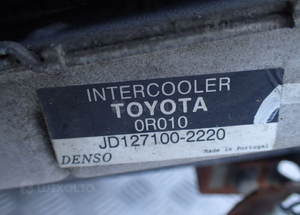 INTERCOOLER
TOYOTA
0R010
JD127100-2220
DENSO Made in Portugal